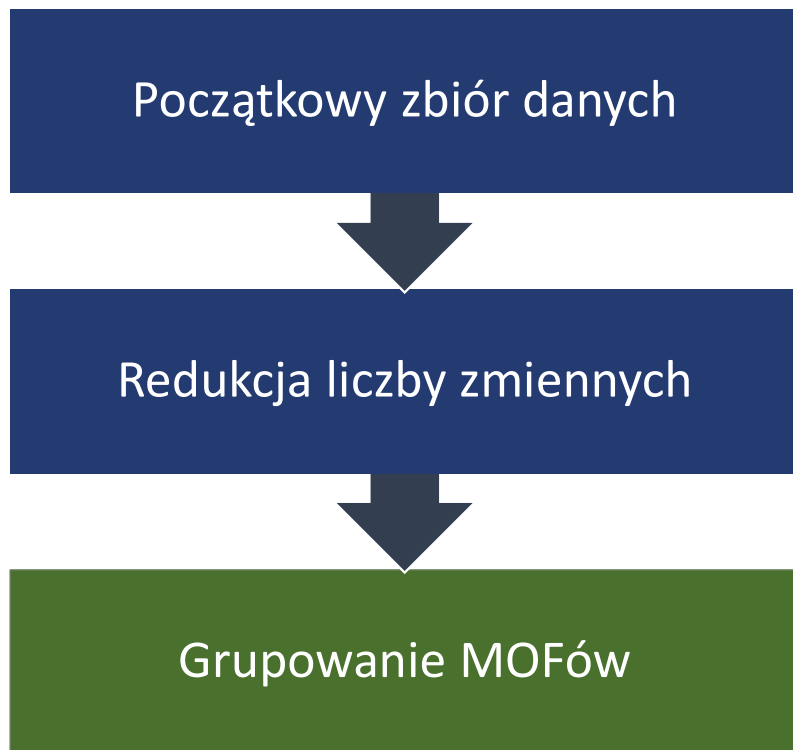 Początkowy zbiór danych
Redukcja liczby zmiennych
Grupowanie MOFów